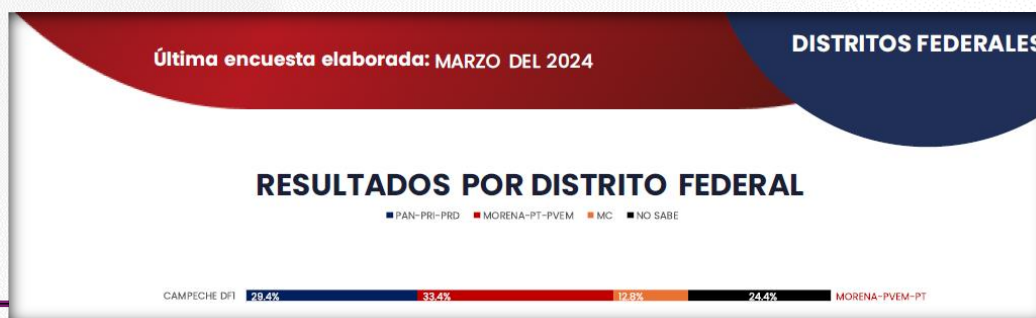 Última encuesta elaborada: MARZO DEL 2024
DISTRITOS FEDERALES
RESULTADOS POR DISTRITO FEDERAL
PAN-PRI-PRD MORENA-PT-PVEM MC NO SABE
CAMPECHE DF1 29.4% 33.4% 12.8% 24.4% MORENA-PVEM-PT